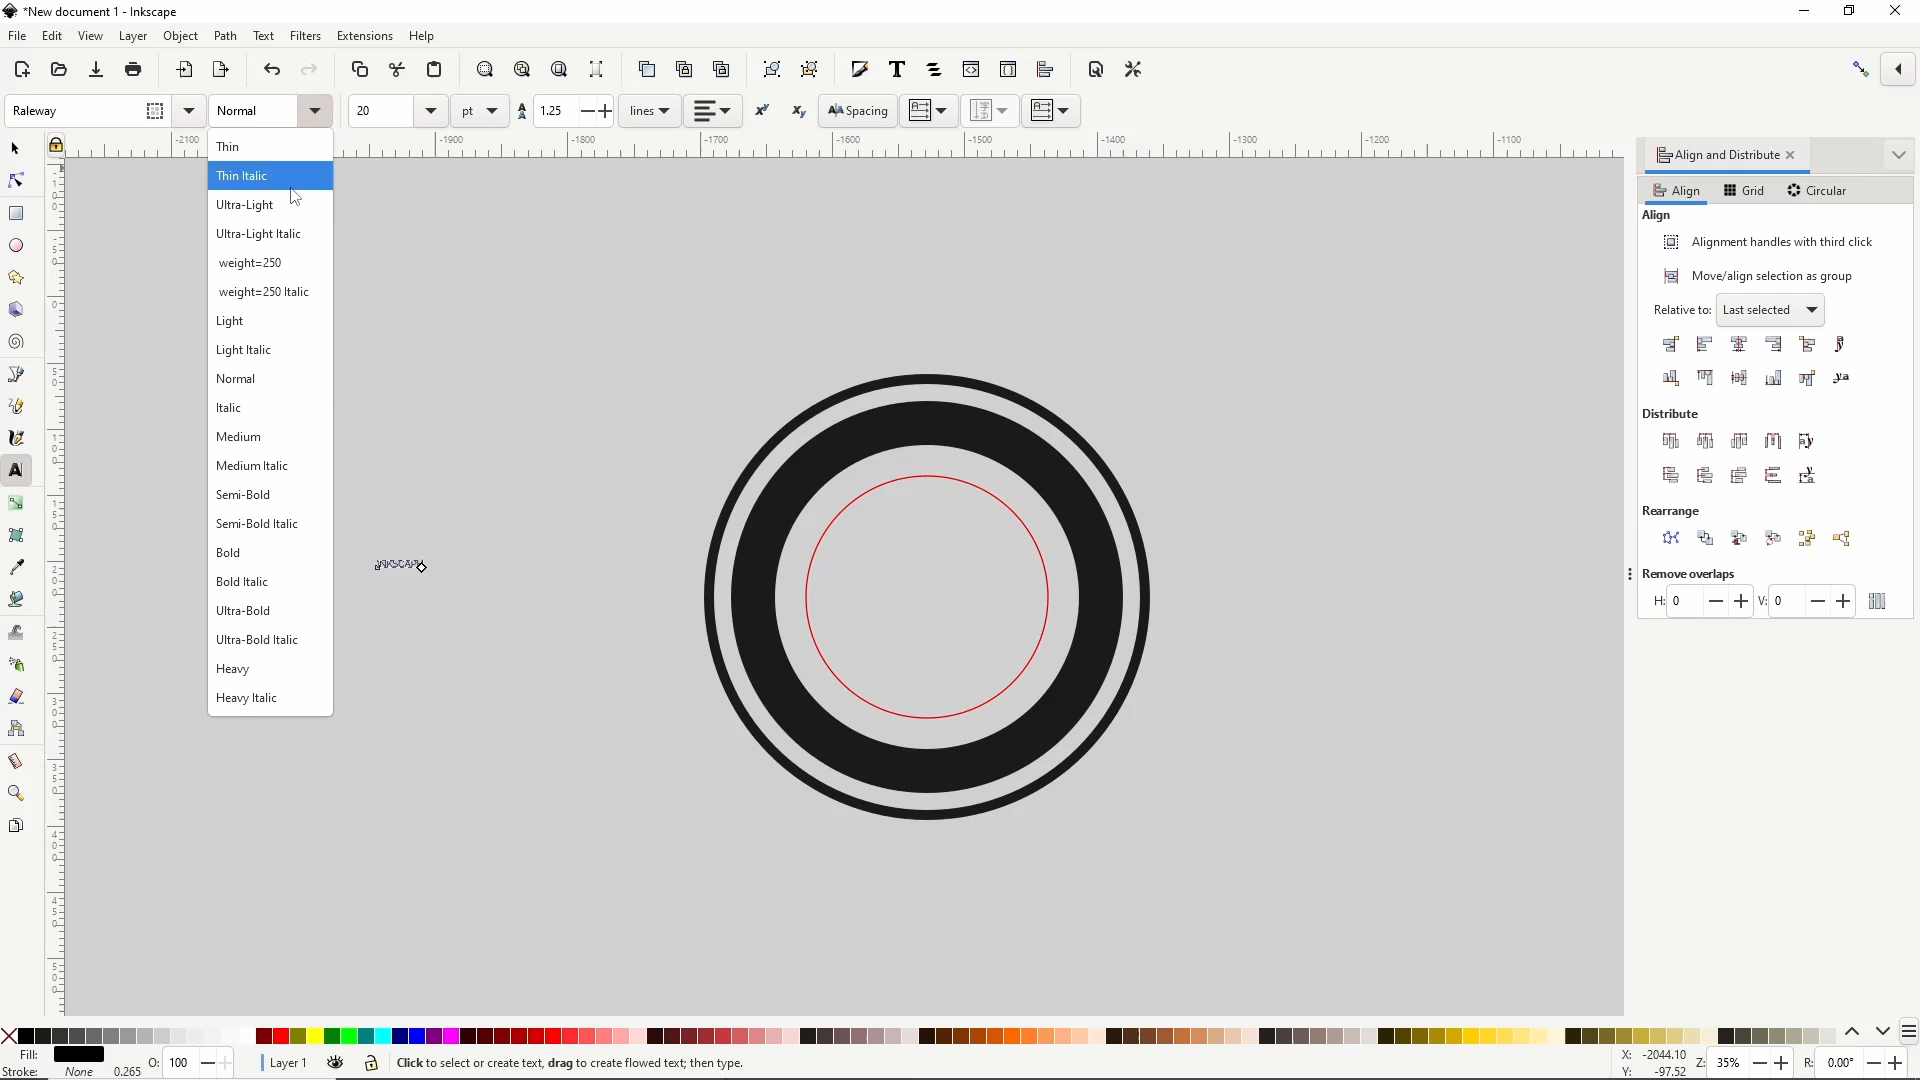 *New document 1 - Inkscape
File Edit View Layer Object Path Text Filters Extensions Help
Raleway Normal 20 pt 1.25 lines Spacing
-2100 -1900 -1800 -1700 -1600 -1500 -1400 -1300 -1200 -1100
Thin
Thin Italic
Ultra-Light
Ultra-Light Italic
weight=250
weight=250 Italic
Light
Light Italic
Normal
Italic
Medium
Medium Italic
Semi-Bold
Semi-Bold Italic
Bold
Bold Italic
Ultra-Bold
Ultra-Bold Italic
Heavy
Heavy Italic
Align and Distribute
Align Grid Circular
Align
Alignment handles with third click
Move/align selection as group
Relative to: Last selected
Distribute
Rearrange
Remove overlaps
H: 0 V: 0
Fill:
Stroke: None 0.265
O: 100
Layer 1
Click to select or create text, drag to create flowed text; then type.
X: -2044.10
Y: -97.52
Z: 35%
R: 0.00°